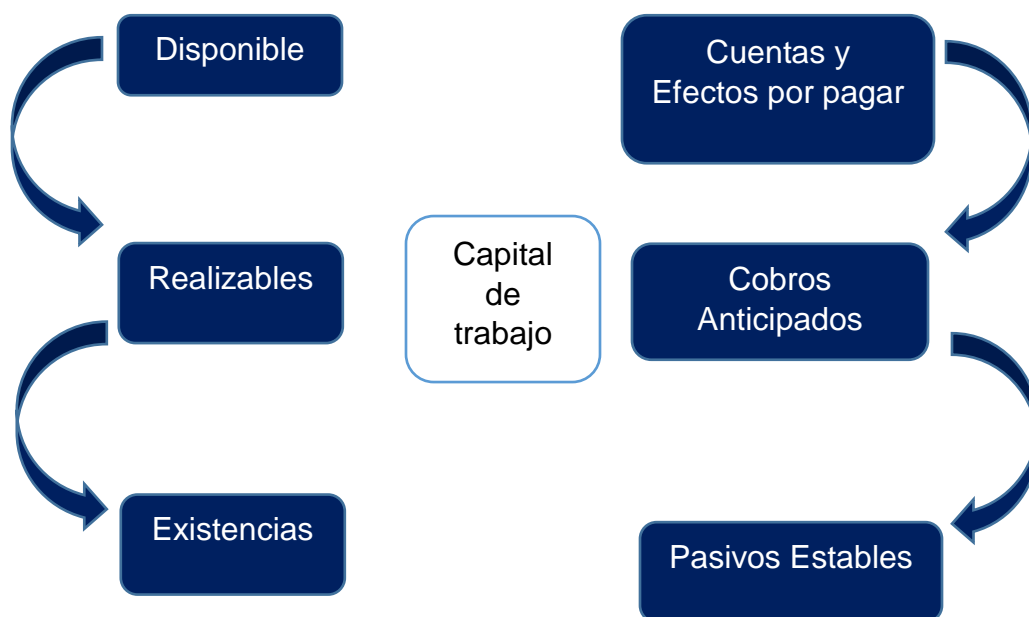 Disponible
Realizables
Existencias
Capital
de
trabajo
Cuentas y
Efectos por pagar
Cobros
Anticipados
Pasivos Estables